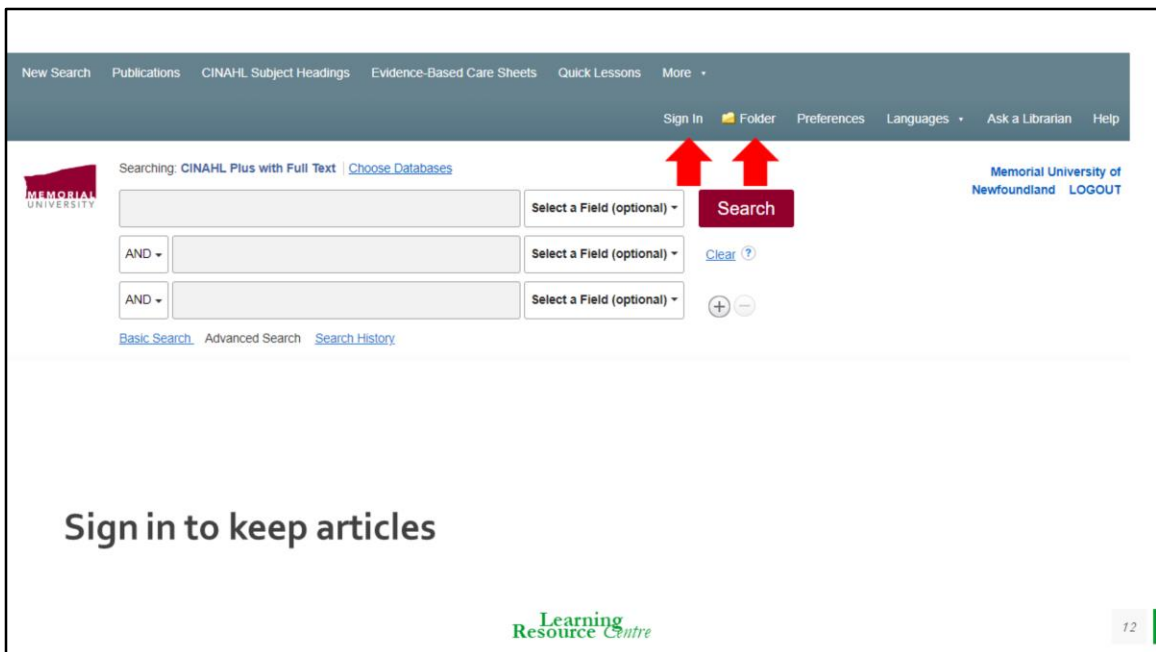 New Search Publications CINAHL Subject Headings Evidence-Based Care Sheets Quick Lessons More
Sign In Folder Preferences Languages Ask a Librarian Help
MEMORIAL
UNIVERSITY
Searching: CINAHL Plus with Full Text | Choose Databases
Memorial University of
Newfoundland LOGOUT
Select a Field (optional) Search
AND Select a Field (optional) Clear ?
AND Select a Field (optional) + −
Basic Search Advanced Search Search History
Sign in to keep articles
Learning
Resource Centre
12